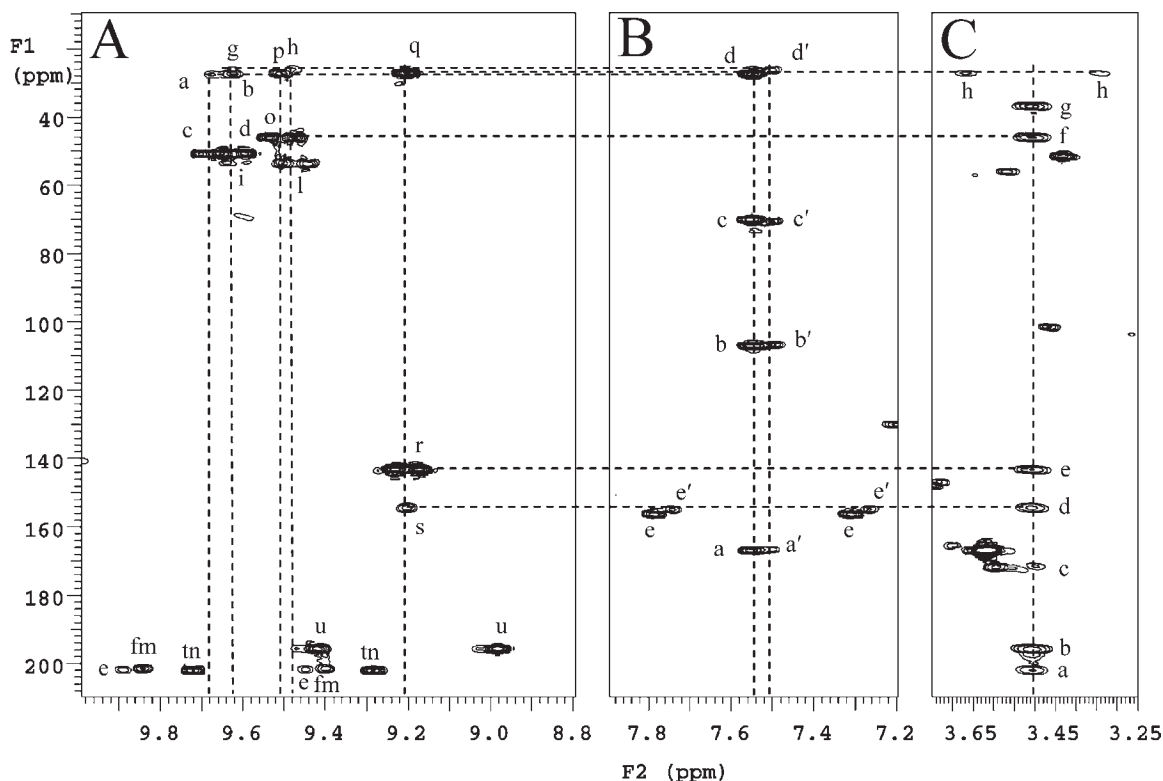 F1
(ppm)
A
B
C
g
p
h
q
d
d′
a
b
h
h
g
c
d
o
f
i
l
c
c′
b
b′
r
e
e′
e′
s
e
e
d
a
a′
c
u
u
b
fm
tn
e
e
fm
tn
a
40
60
80
100
120
140
160
180
200
9.8
9.6
9.4
9.2
9.0
8.8
7.8
7.6
7.4
7.2
3.65
3.45
3.25
F2 (ppm)